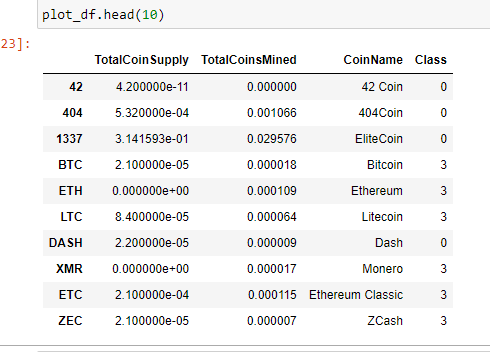 plot_df.head(10)
23]:
TotalCoinSupply TotalCoinsMined CoinName Class
42 4.200000e-11 0.000000 42 Coin 0
404 5.320000e-04 0.001066 404Coin 0
1337 3.141593e-01 0.029576 EliteCoin 0
BTC 2.100000e-05 0.000018 Bitcoin 3
ETH 0.000000e+00 0.000109 Ethereum 3
LTC 8.400000e-05 0.000064 Litecoin 3
DASH 2.200000e-05 0.000009 Dash 0
XMR 0.000000e+00 0.000017 Monero 3
ETC 2.100000e-04 0.000115 Ethereum Classic 3
ZEC 2.100000e-05 0.000007 ZCash 3